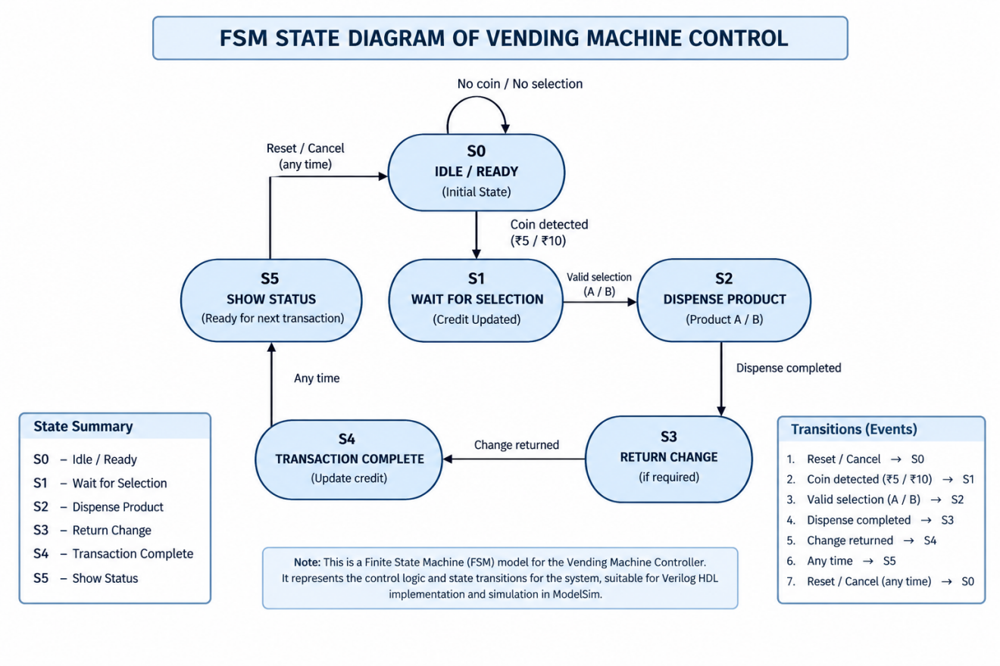 FSM STATE DIAGRAM OF VENDING MACHINE CONTROL
No coin / No selection
Reset / Cancel
(any time)
S0
IDLE / READY
(Initial State)
Coin detected
(₹5 / ₹10)
S5
SHOW STATUS
(Ready for next transaction)
S1
WAIT FOR SELECTION
(Credit Updated)
Valid selection
(A / B)
S2
DISPENSE PRODUCT
(Product A / B)
Any time
Dispense completed
S4
TRANSACTION COMPLETE
(Update credit)
Change returned
S3
RETURN CHANGE
(if required)
State Summary
S0 – Idle / Ready
S1 – Wait for Selection
S2 – Dispense Product
S3 – Return Change
S4 – Transaction Complete
S5 – Show Status
Transitions (Events)
1. Reset / Cancel → S0
2. Coin detected (₹5 / ₹10) → S1
3. Valid selection (A / B) → S2
4. Dispense completed → S3
5. Change returned → S4
6. Any time → S5
7. Reset / Cancel (any time) → S0
Note: This is a Finite State Machine (FSM) model for the Vending Machine Controller.
It represents the control logic and state transitions for the system, suitable for Verilog HDL
implementation and simulation in ModelSim.